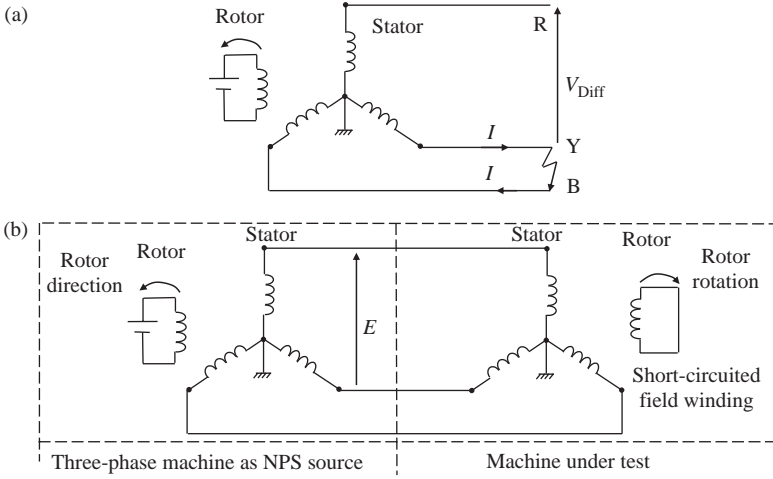 (a)
Rotor
Stator
R
V_Diff
I
Y
I
B
(b)
Rotor direction
Rotor
Stator
E
Stator
Rotor
Rotor rotation
Short-circuited field winding
Three-phase machine as NPS source
Machine under test